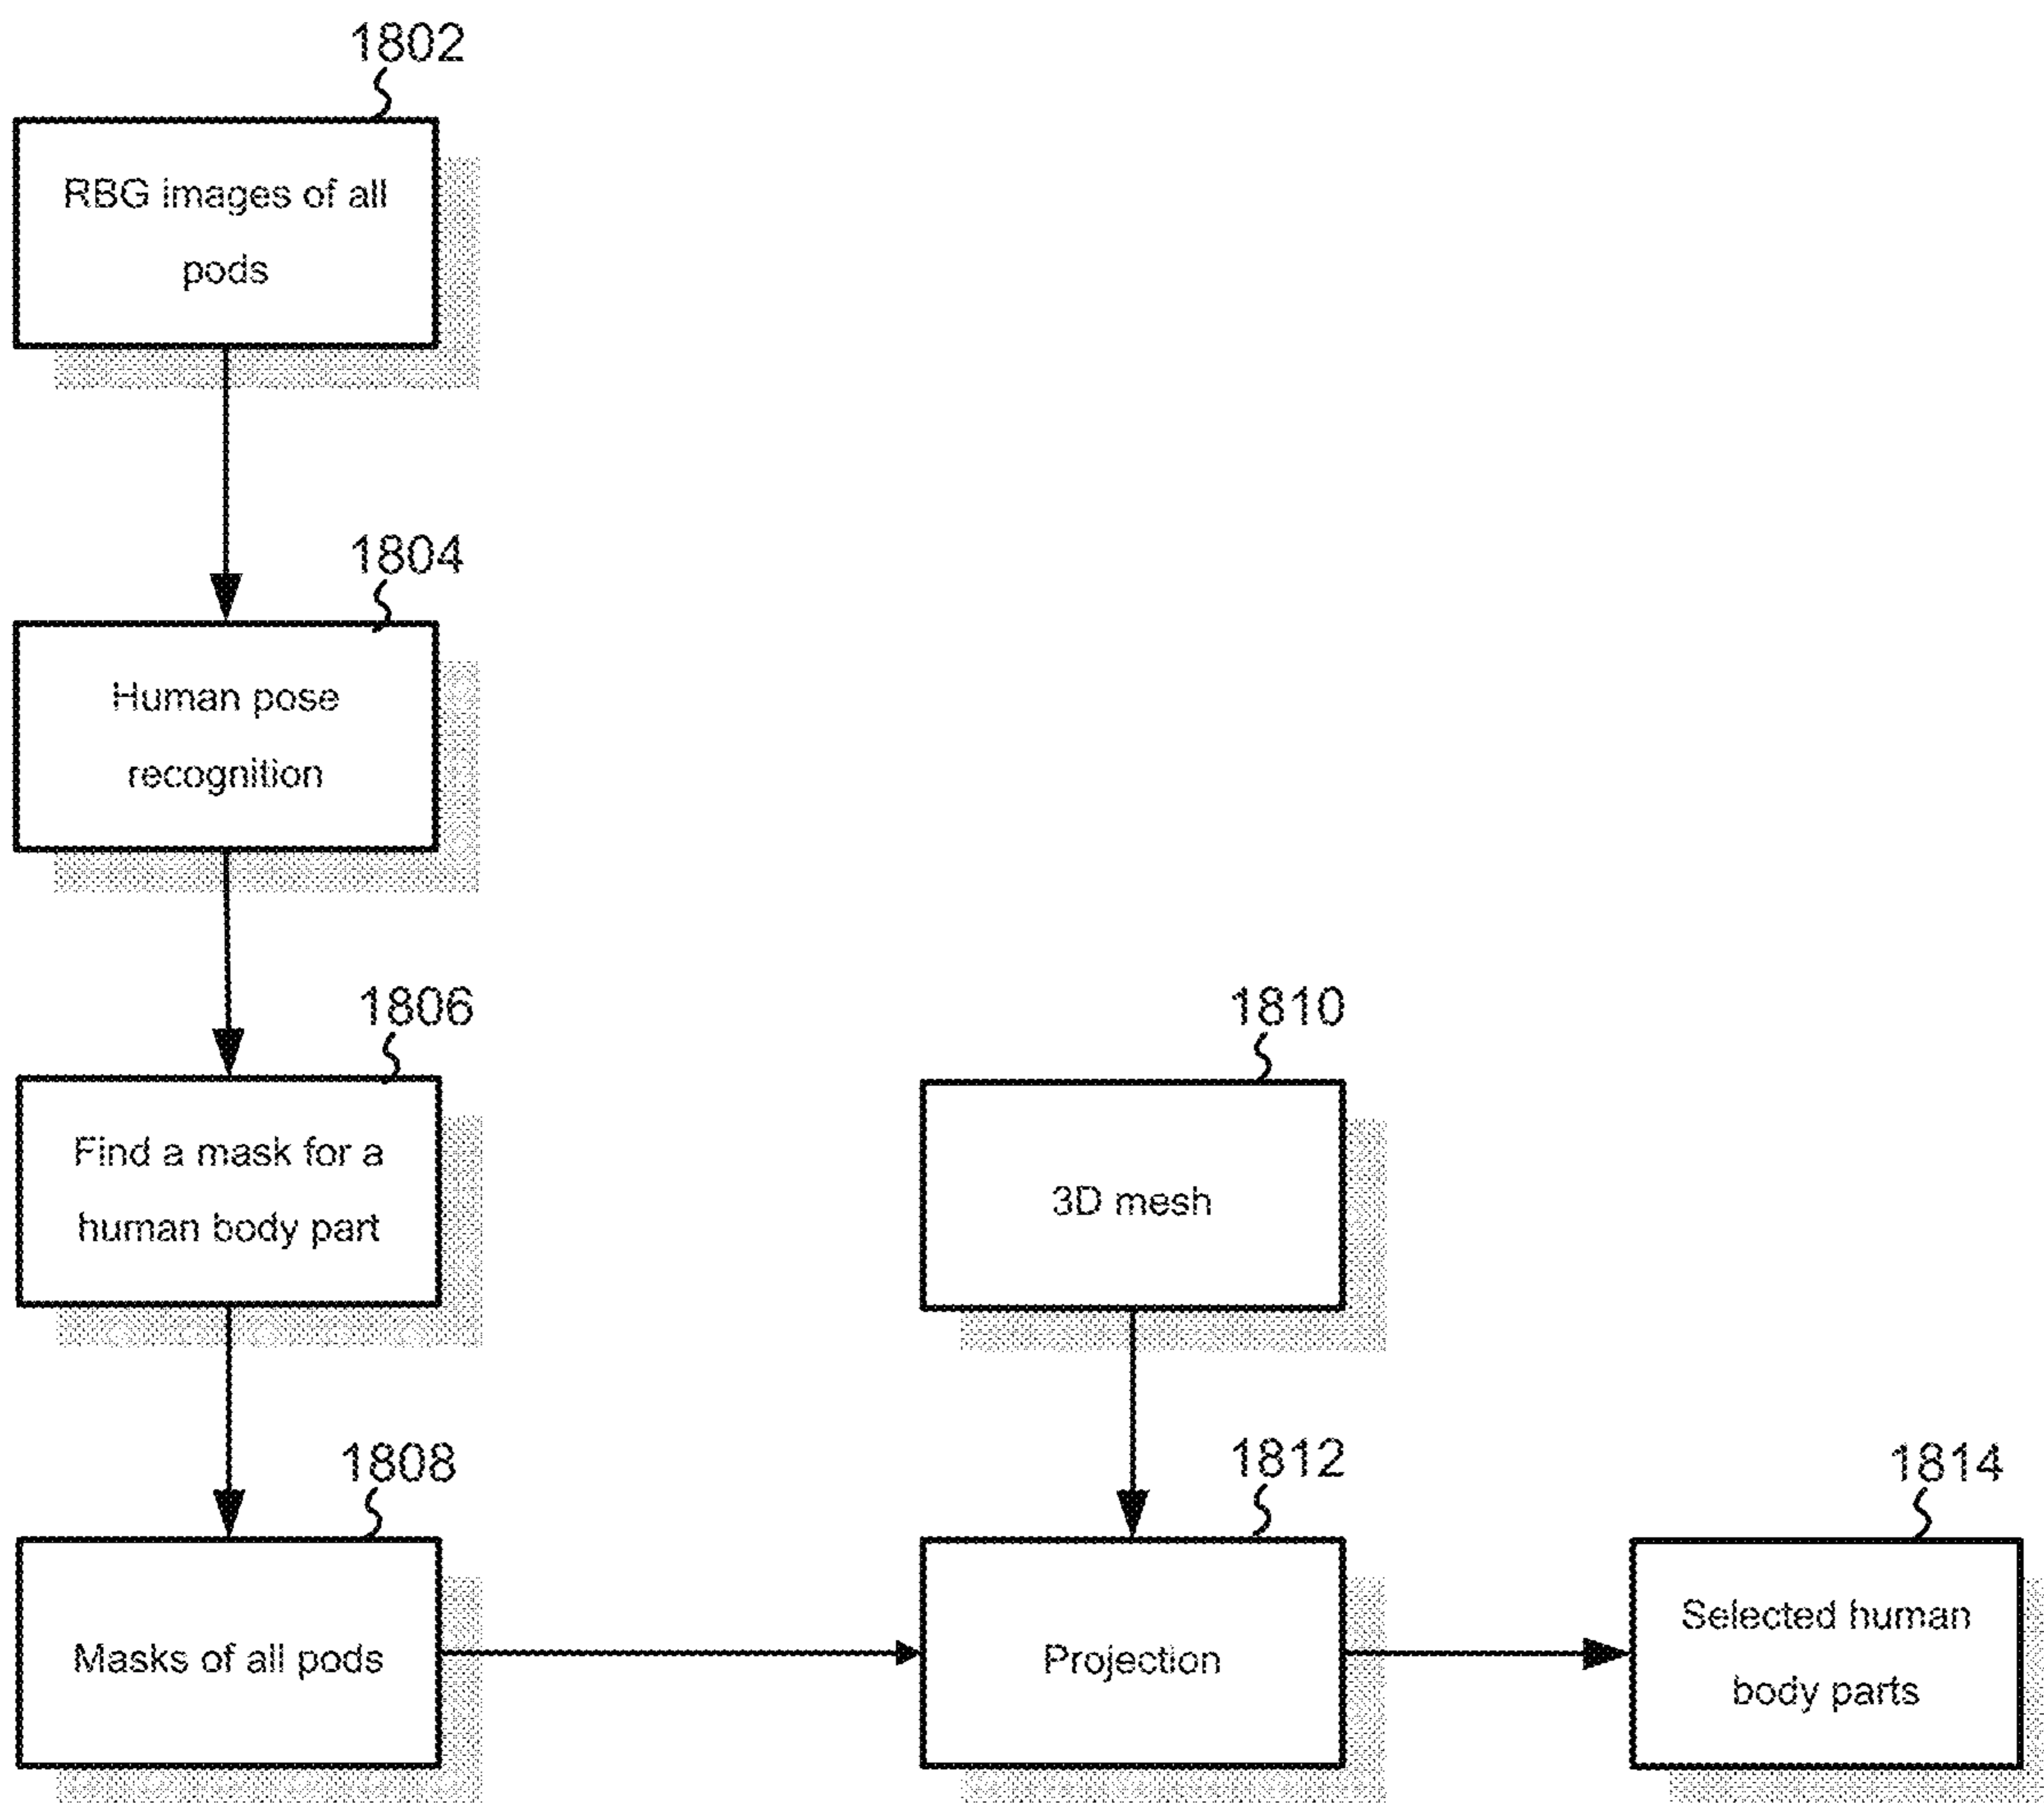 1802
RBG images of all
pods
1804
Human pose
recognition
1806
Find a mask for a
human body part
1810
3D mesh
1808
Masks of all pods
1812
Projection
1814
Selected human
body parts